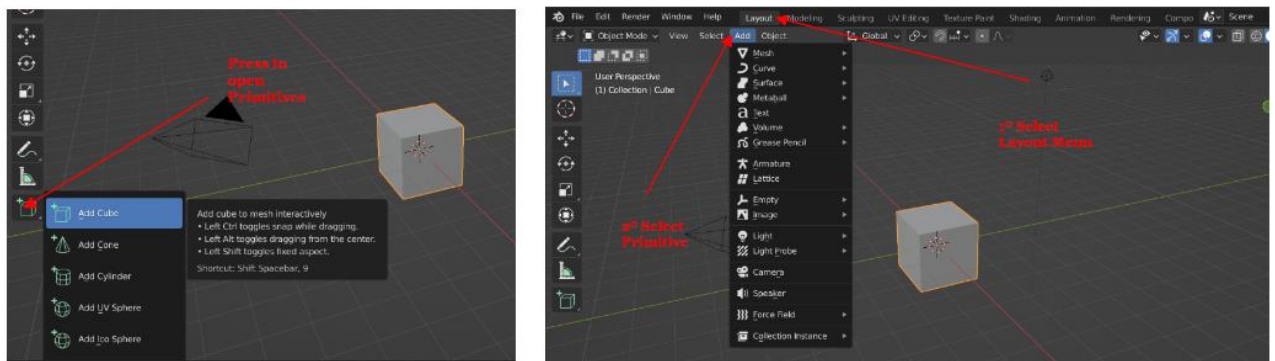 Press in
open
Primitives
Add Cube
Add Cone
Add Cylinder
Add UV Sphere
Add Ico Sphere
Add cube to mesh interactively
• Left Ctrl toggles snap while dragging.
• Left Alt toggles dragging from the center.
• Left Shift toggles fixed aspect.
Shortcut: Shift Spacebar, 9
File Edit Render Window Help Layout Modeling Sculpting UV Editing Texture Paint Shading Animation Rendering Compo Scene
Object Mode View Select Add Object Global
User Perspective
(1) Collection | Cube
Mesh
Curve
Surface
Metaball
Text
Volume
Grease Pencil
Armature
Lattice
Empty
Image
Light
Light Probe
Camera
Speaker
Force Field
Collection Instance
1º Select
Layout Menu
2º Select
Primitive